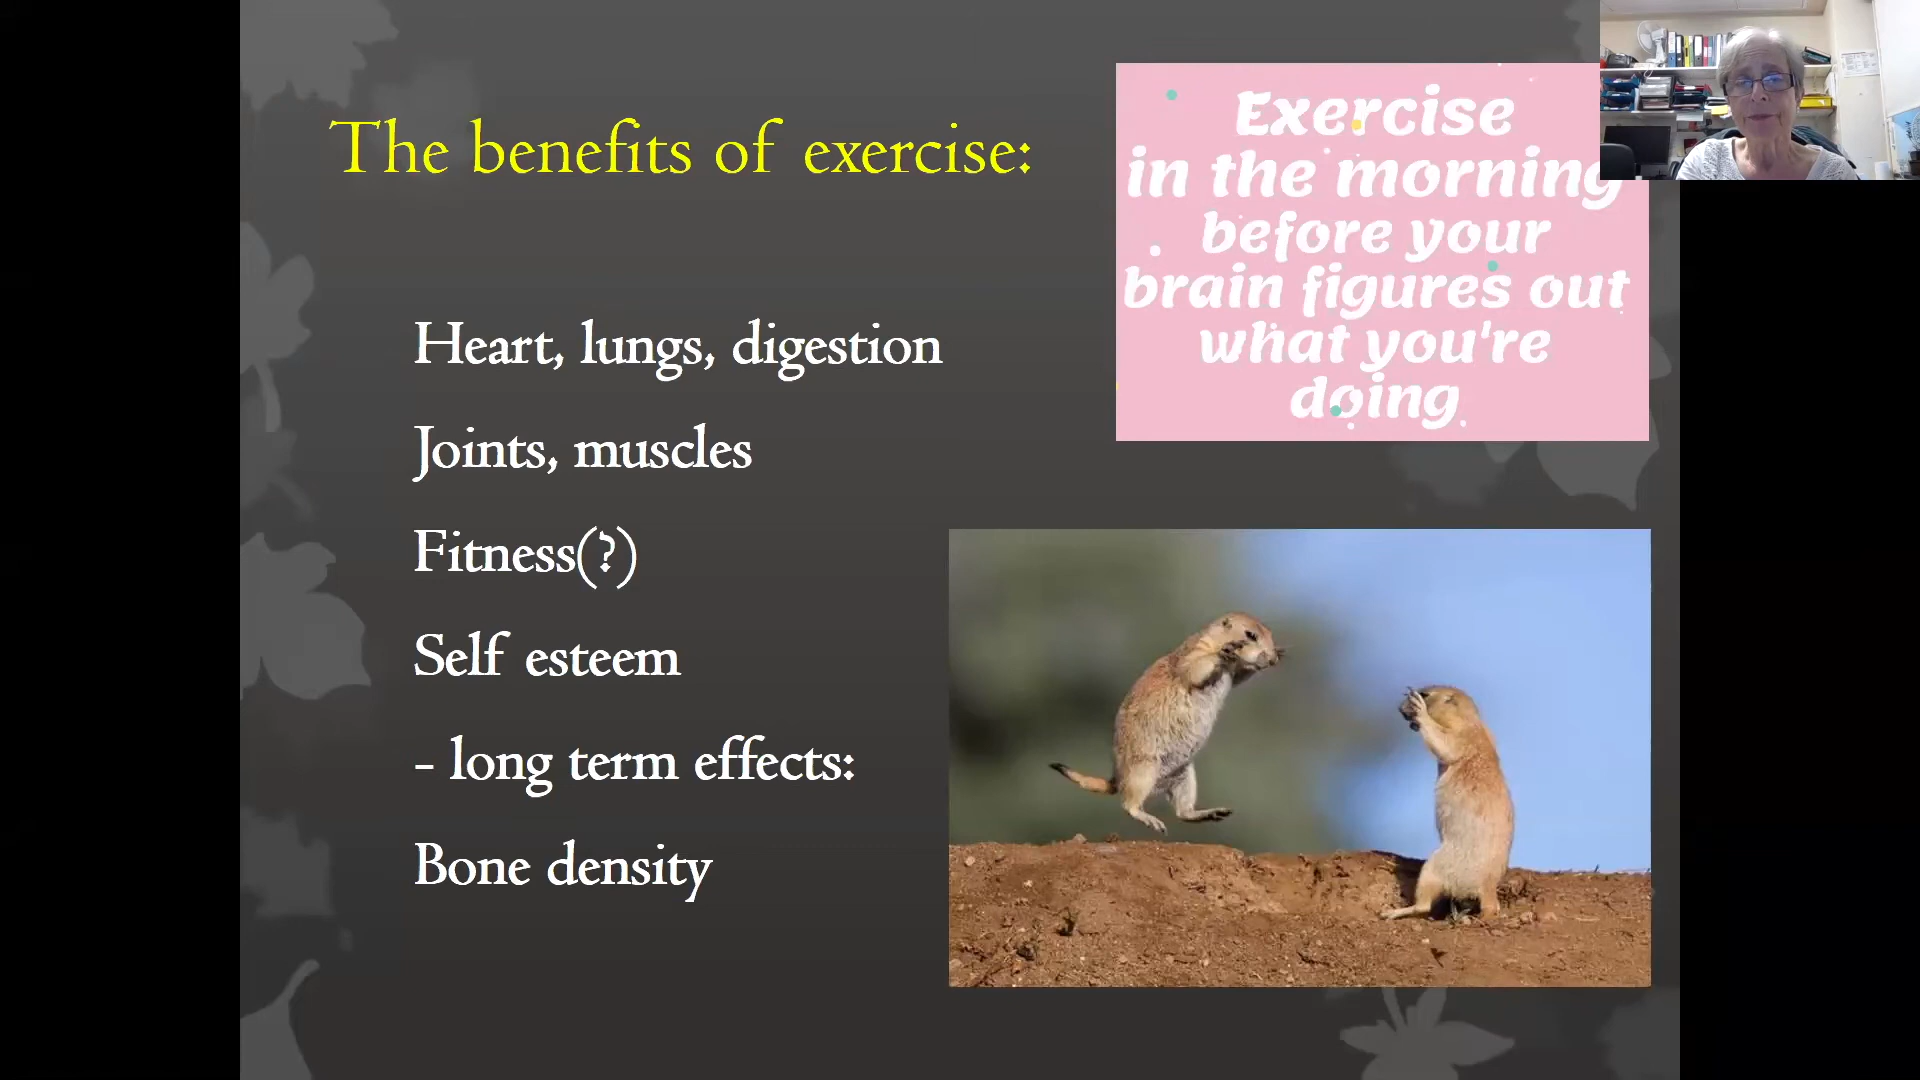 The benefits of exercise:
Heart, lungs, digestion
Joints, muscles
Fitness(?)
Self esteem
- long term effects:
Bone density
Exercise
in the morning
before your
brain figures out
what you're
doing